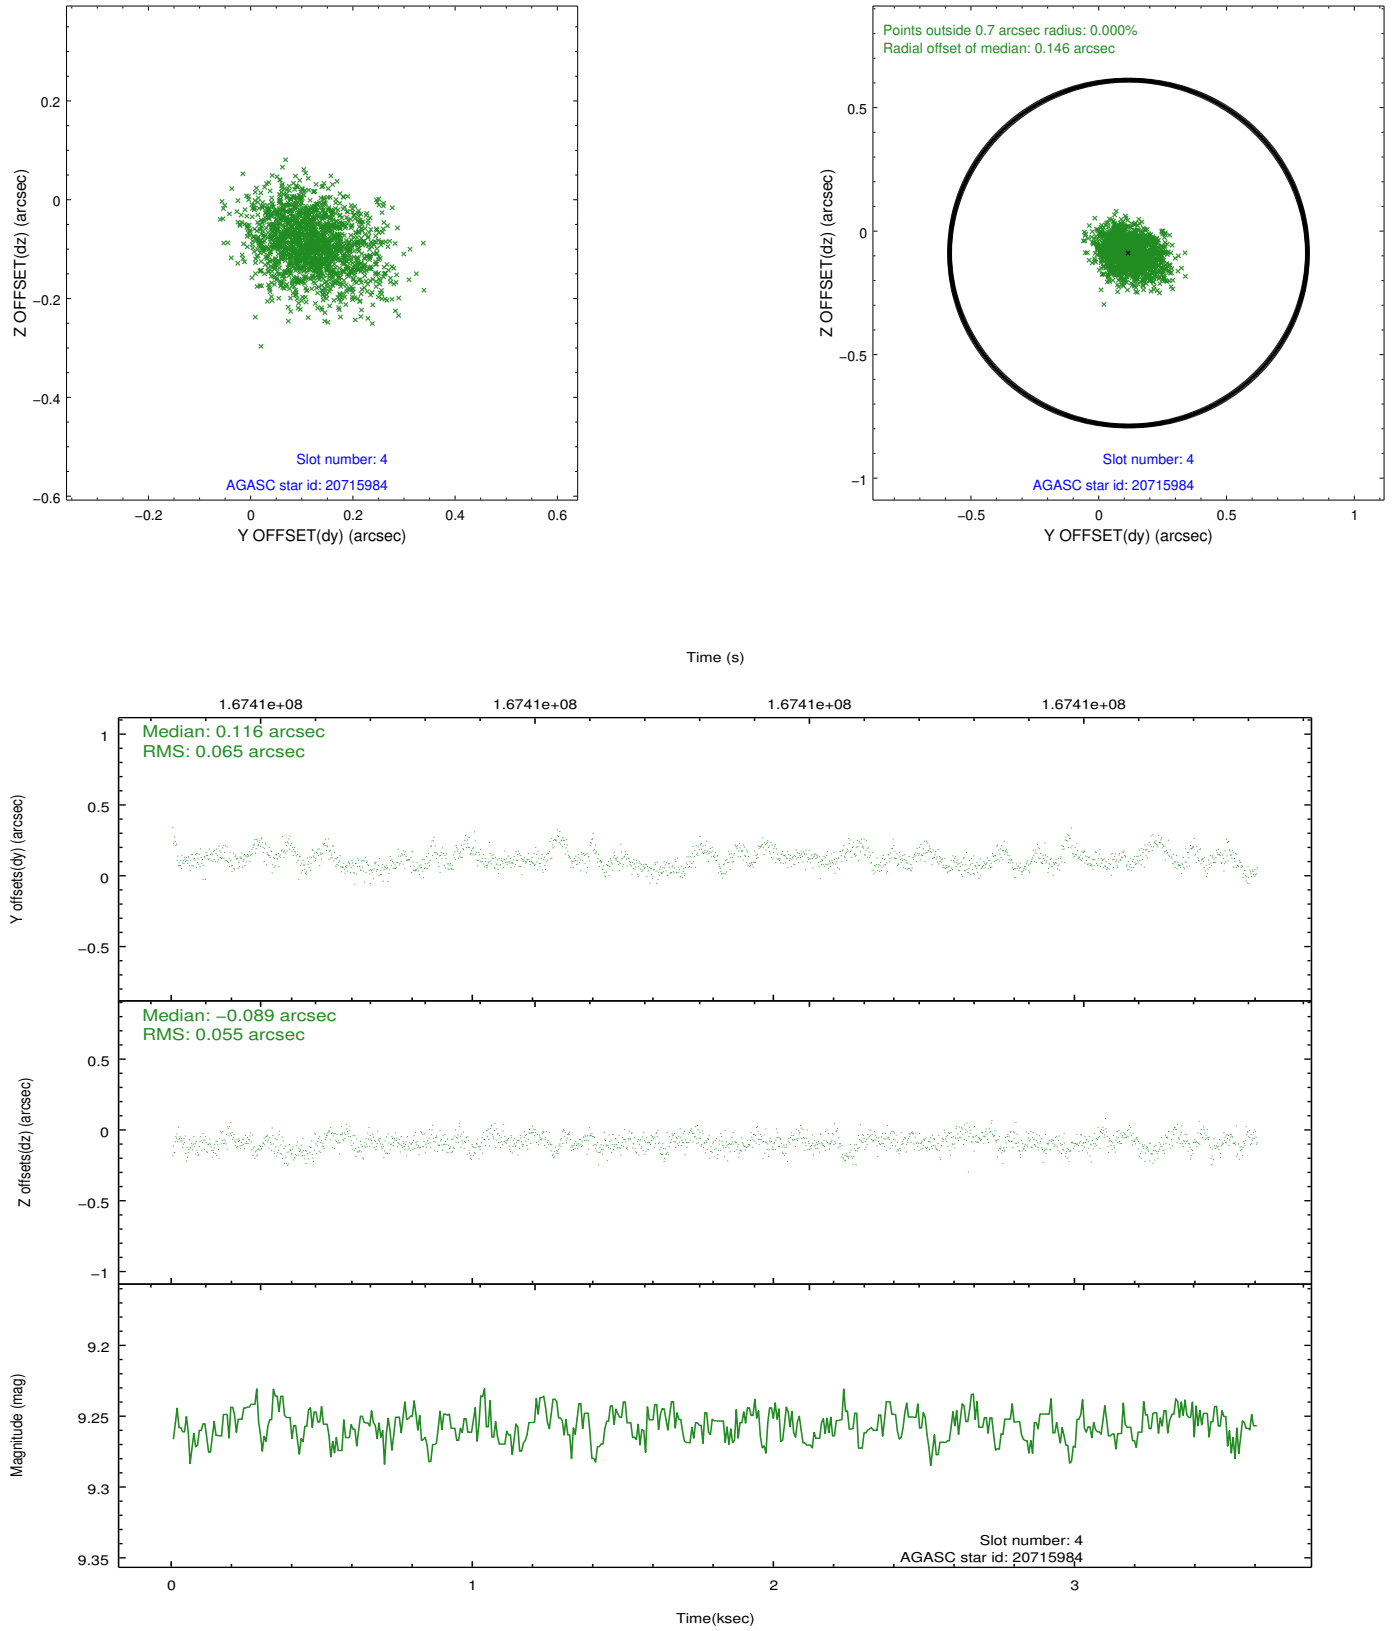 0.2
0
−0.2
−0.4
−0.6
Z OFFSET(dz) (arcsec)
Slot number: 4
AGASC star id: 20715984
−0.2 0 0.2 0.4 0.6
Y OFFSET(dy) (arcsec)
Points outside 0.7 arcsec radius: 0.000%
Radial offset of median: 0.146 arcsec
0.5
0
−0.5
−1
Z OFFSET(dz) (arcsec)
Slot number: 4
AGASC star id: 20715984
−0.5 0 0.5 1
Y OFFSET(dy) (arcsec)
Time (s)
1.6741e+08 1.6741e+08 1.6741e+08 1.6741e+08
Median: 0.116 arcsec
RMS: 0.065 arcsec
1
0.5
0
−0.5
Y offsets(dy) (arcsec)
Median: −0.089 arcsec
RMS: 0.055 arcsec
0.5
0
−0.5
−1
Z offsets(dz) (arcsec)
9.2
9.25
9.3
9.35
Magnitude (mag)
Slot number: 4
AGASC star id: 20715984
0 1 2 3
Time(ksec)